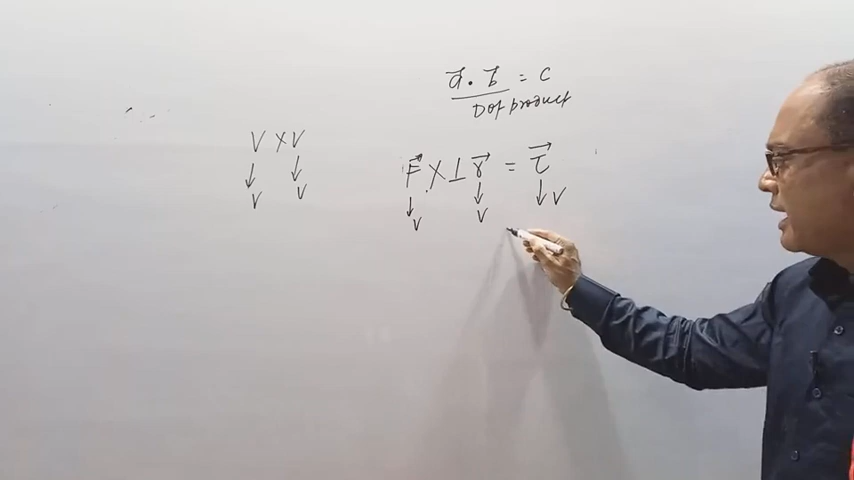 a⃗ . b⃗ = c
Dot product
V × V
↓ ↓
V V
F⃗ × ⊥ r⃗ = τ⃗
↓ ↓ ↓ V
V V